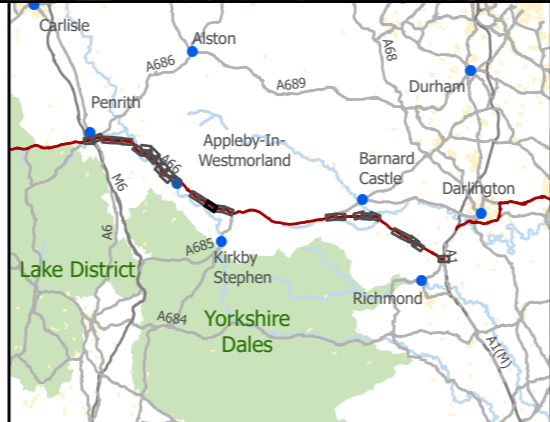 Carlisle
Alston
A68
A686
A689
Durham
Penrith
Appleby-In-
Westmorland
A66
Barnard
Castle
Darlington
M6
A6
A685
Lake District
Kirkby
Stephen
A1
Richmond
A684
Yorkshire
Dales
A1(M)